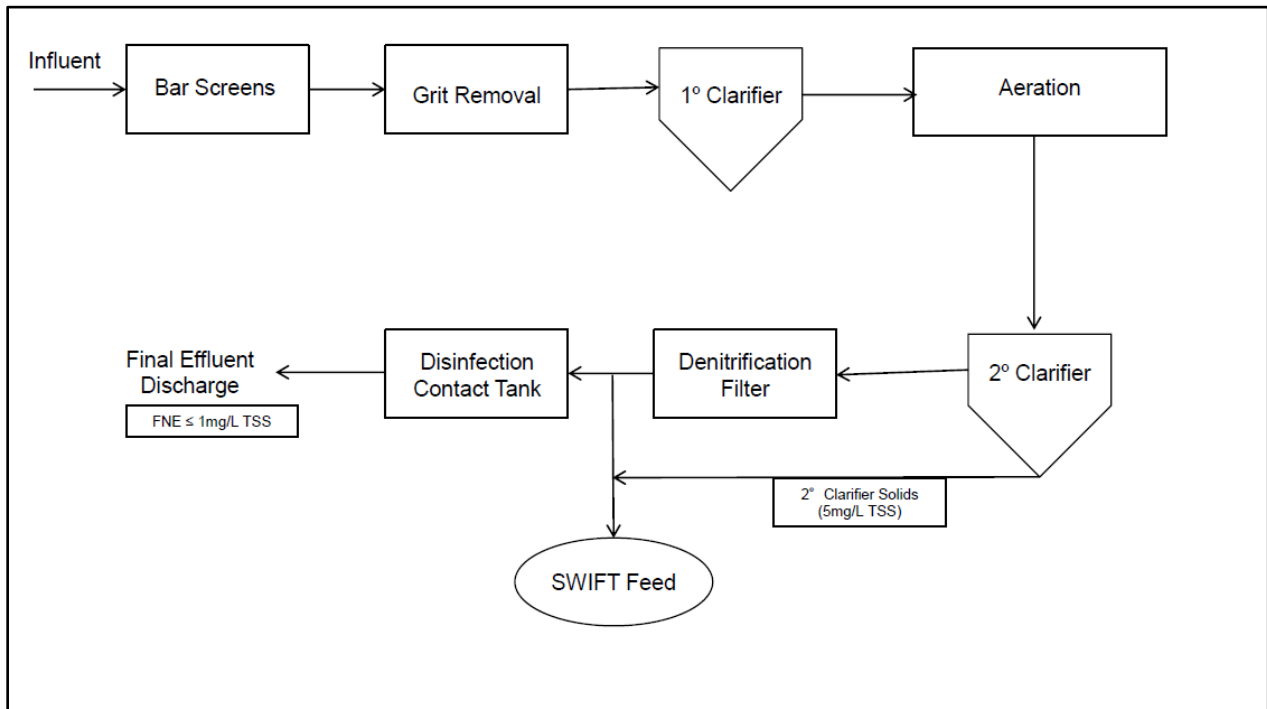 Influent
Bar Screens
Grit Removal
1º Clarifier
Aeration
Final Effluent
Discharge
FNE ≤ 1mg/L TSS
Disinfection
Contact Tank
Denitrification
Filter
2º Clarifier
2° Clarifier Solids
(5mg/L TSS)
SWIFT Feed